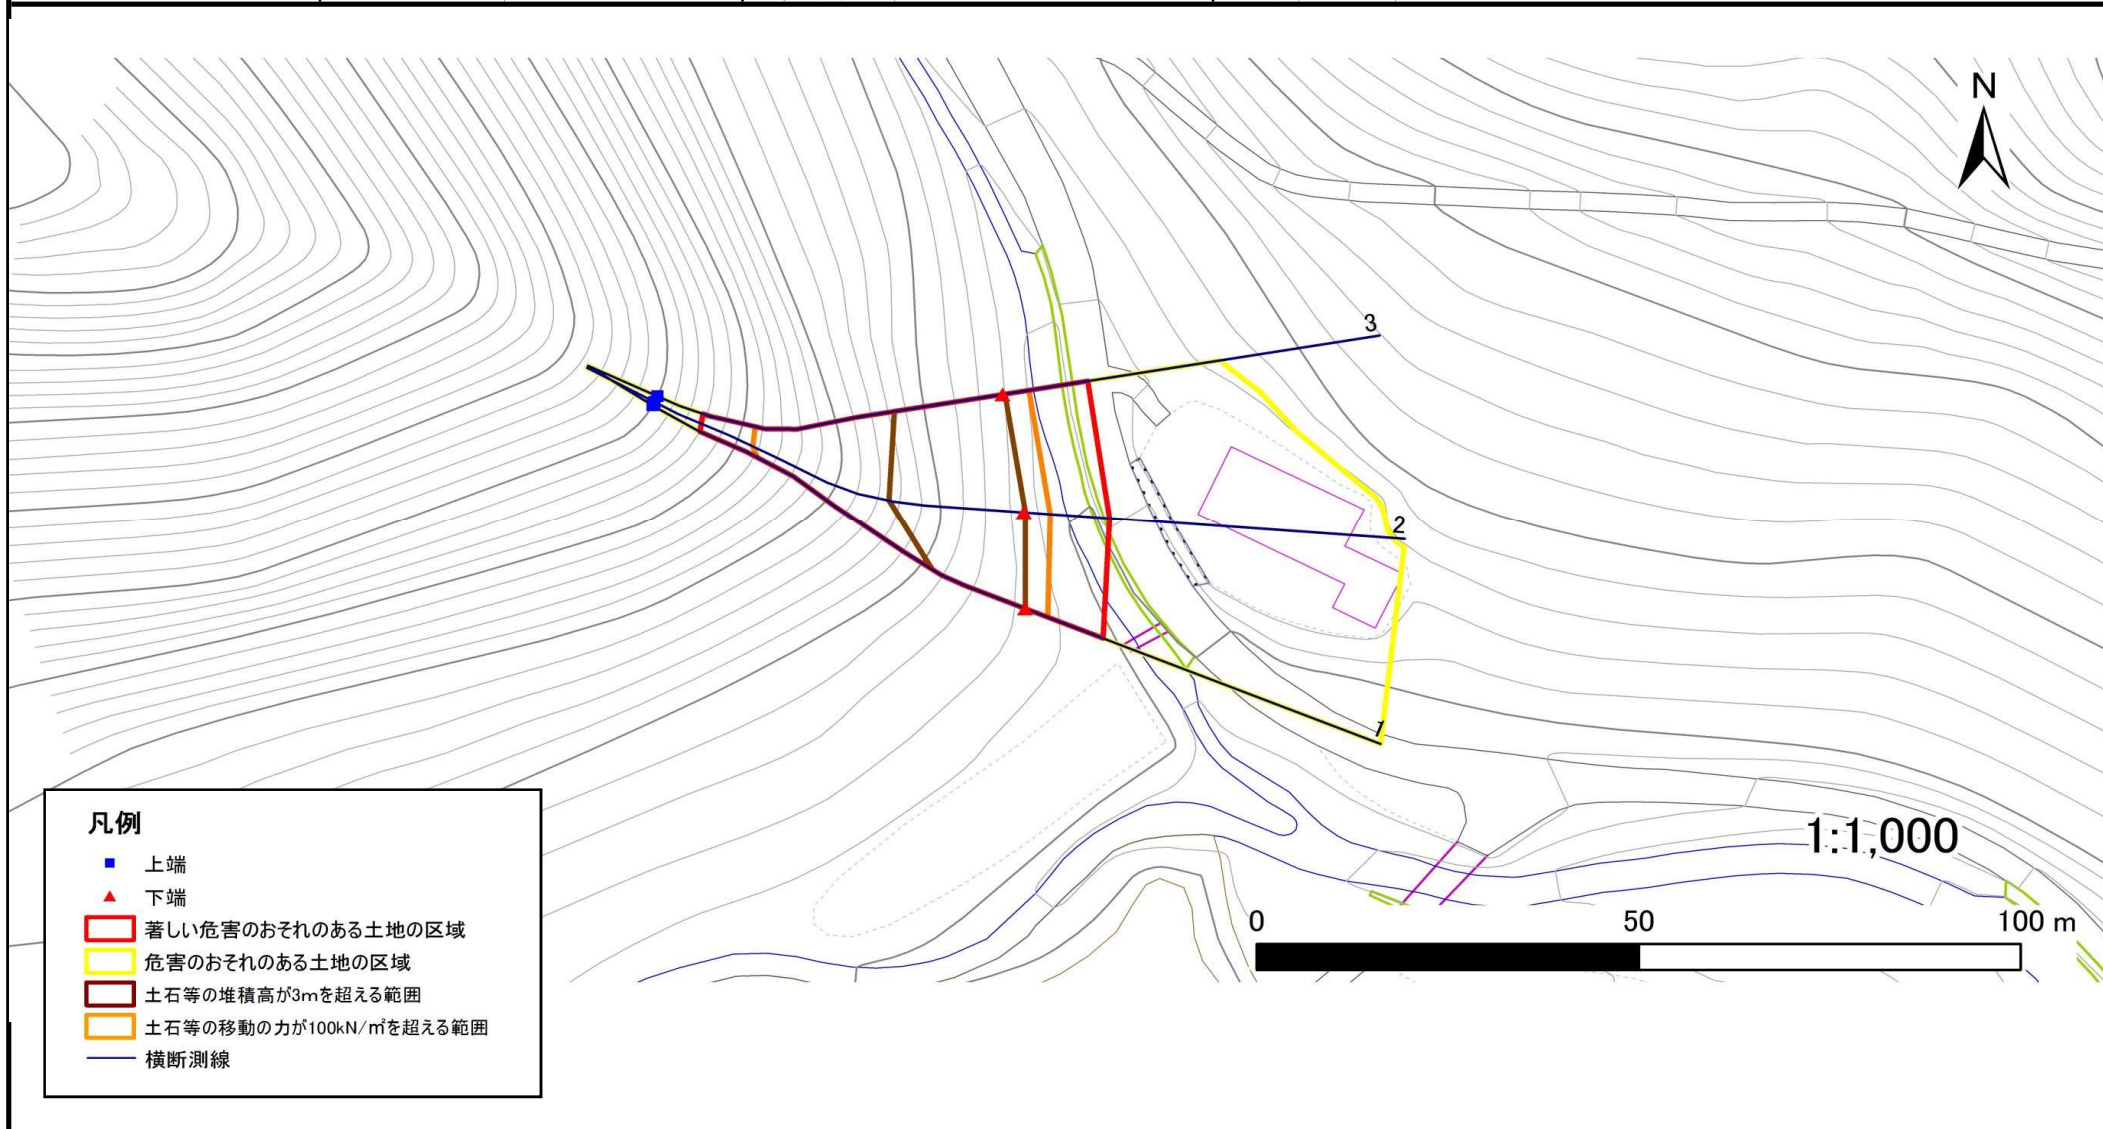 N
3
2
1
凡例
上端
下端
著しい危害のおそれのある土地の区域
危害のおそれのある土地の区域
土石等の堆積高が3mを超える範囲
土石等の移動の力が100kN/㎡を超える範囲
横断測線
1:1,000
0 50 100 m